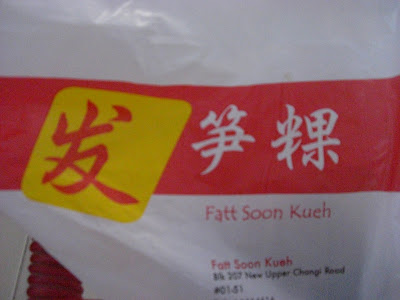 发 笋粿
Fatt Soon Kueh
Fatt Soon Kueh
Blk 207 New Upper Changi Road
#01-51